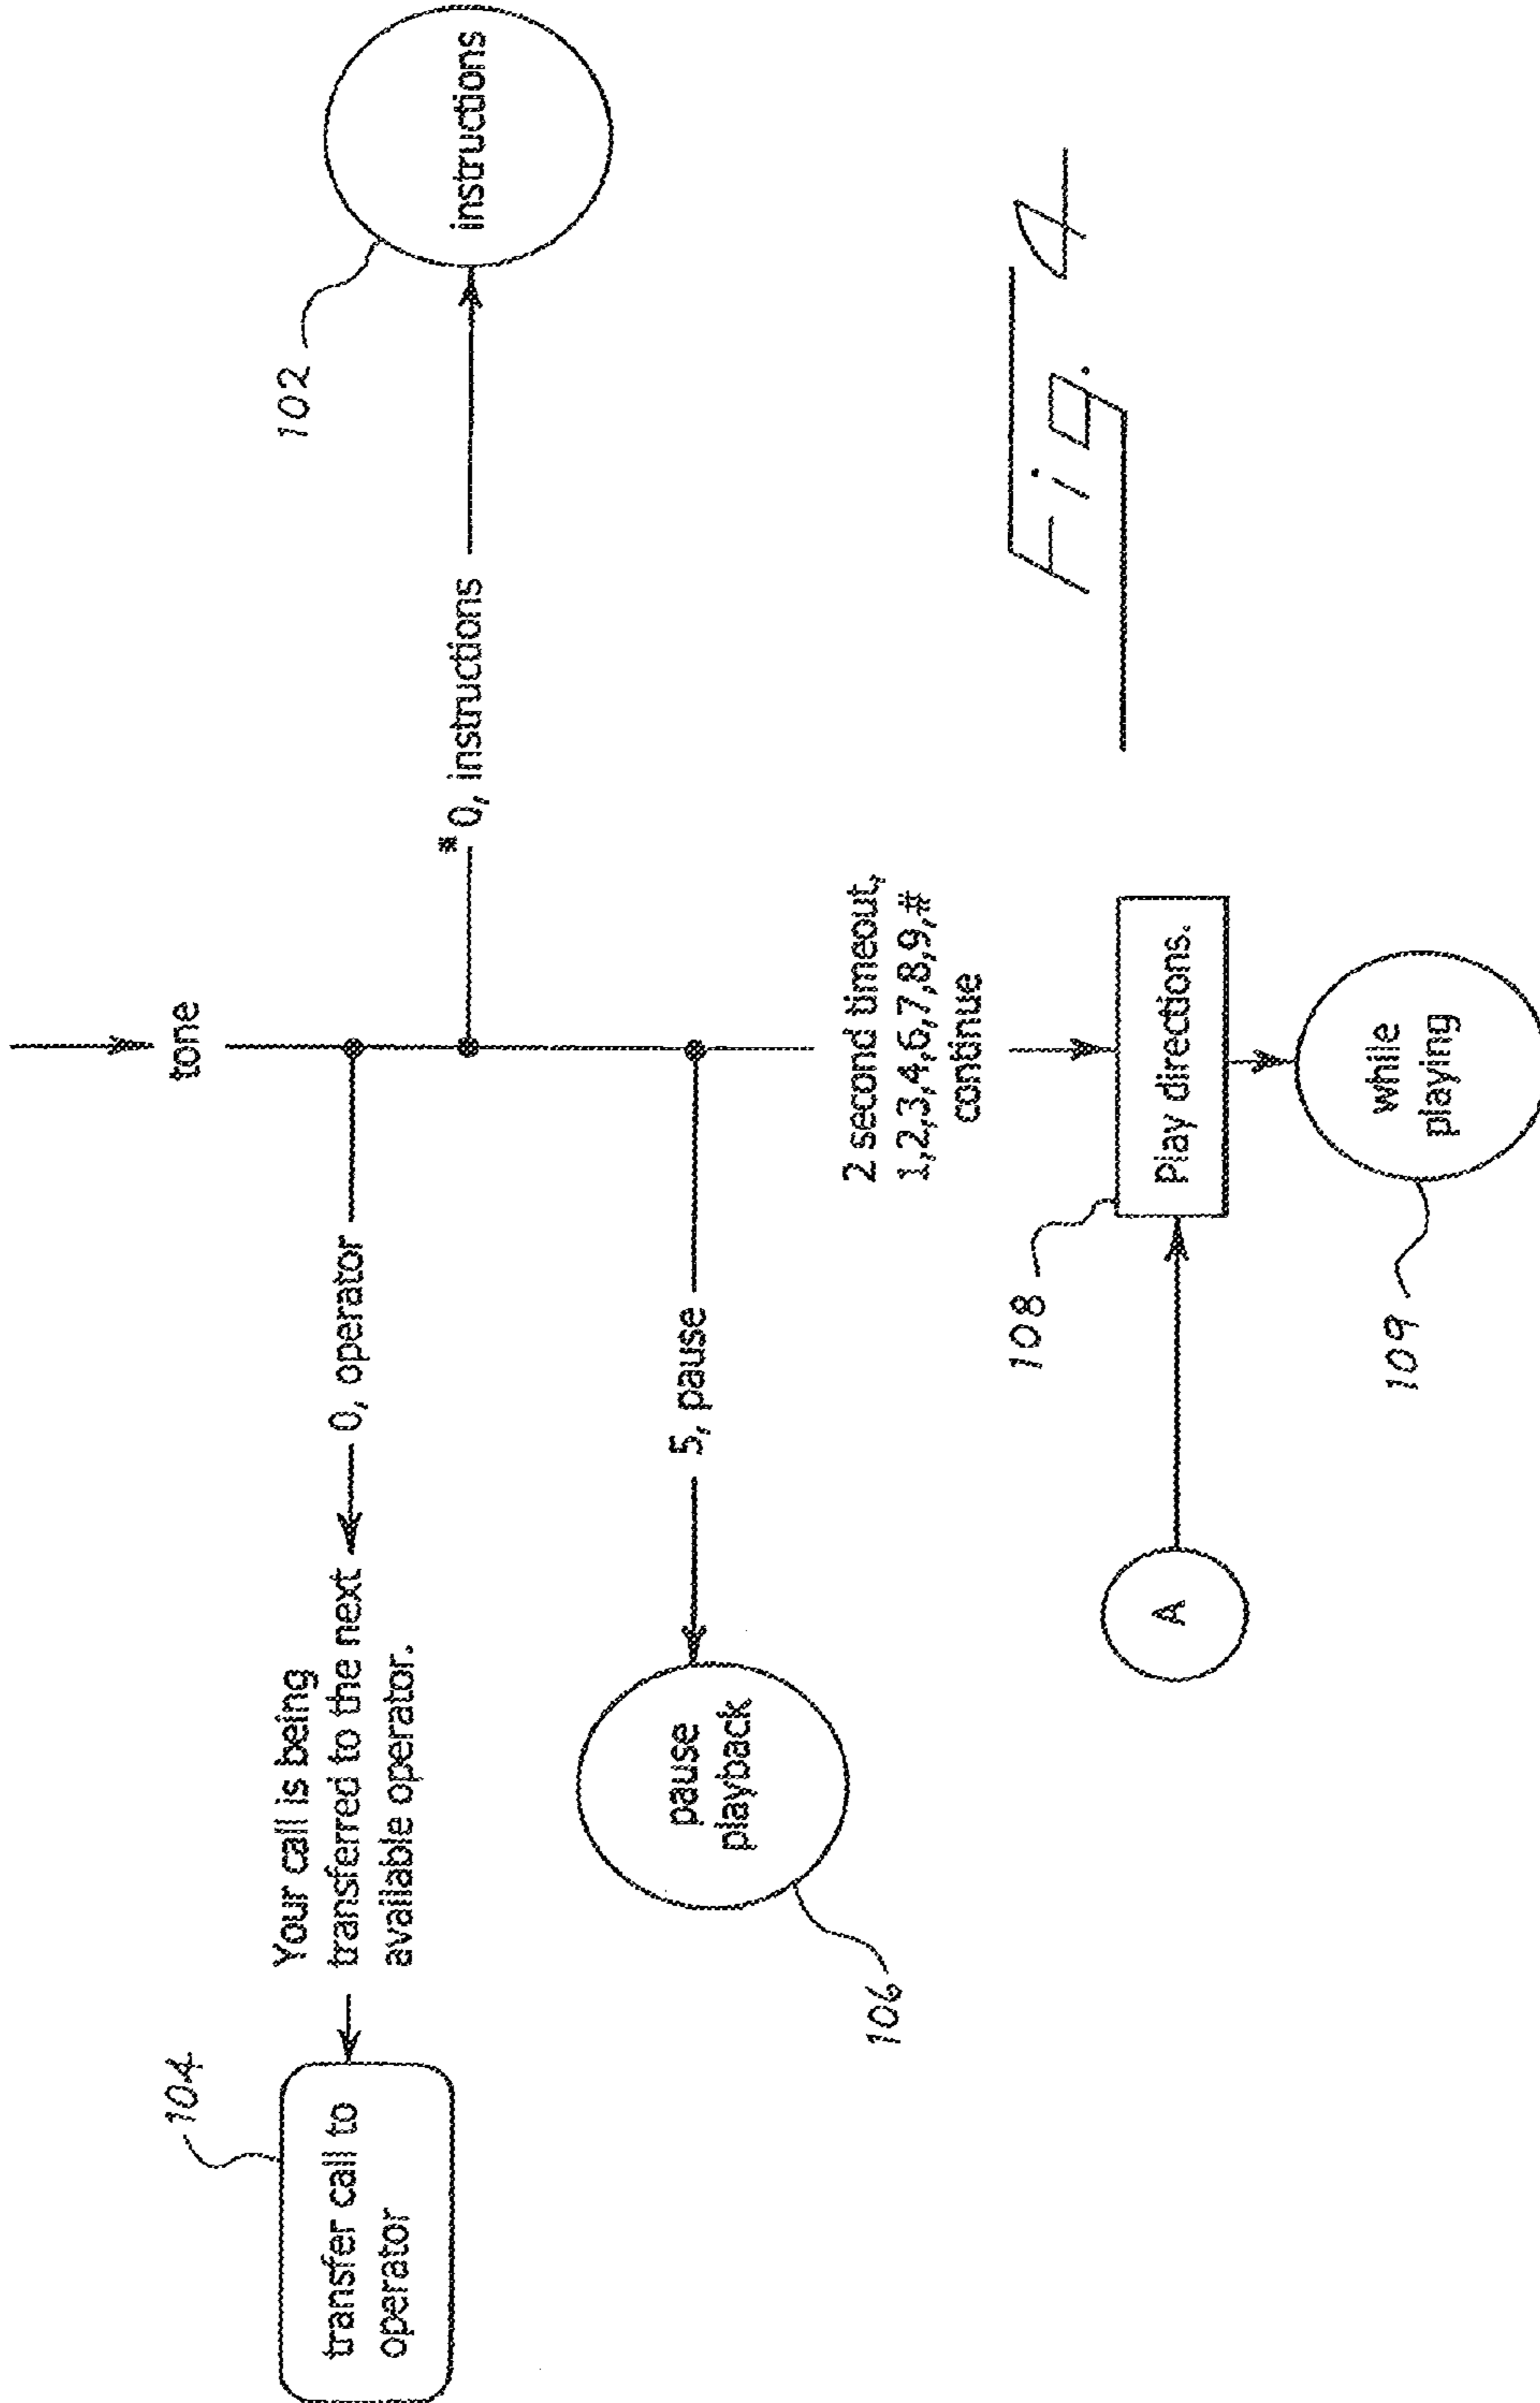 tone
Your call is being
transferred to the next
available operator.
0, operator
104
transfer call to
operator
*0, instructions
102
instructions
5, pause
pause
playback
106
2 second timeout,
1,2,3,4,6,7,8,9,#
continue
108
Play directions.
A
while
playing
109
Fig. 4